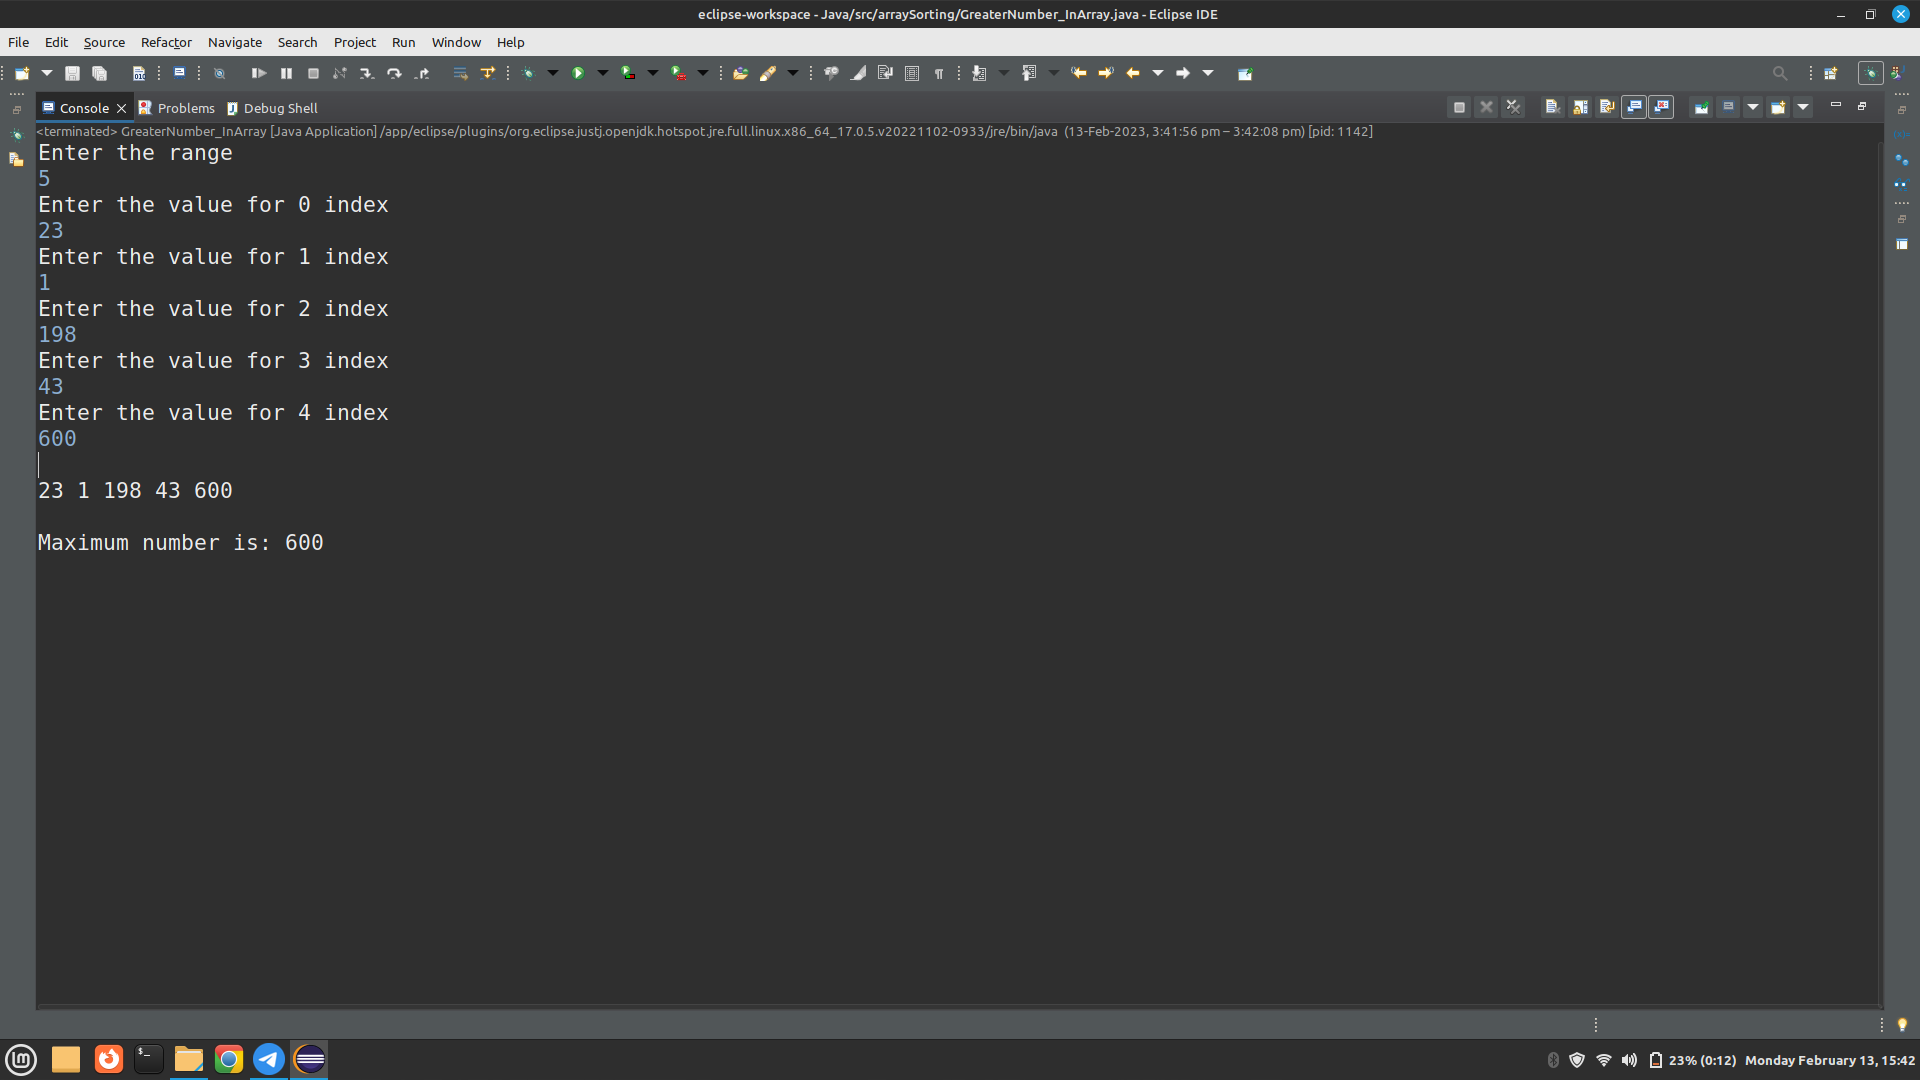 eclipse-workspace - Java/src/arraySorting/GreaterNumber_InArray.java - Eclipse IDE
File Edit Source Refactor Navigate Search Project Run Window Help
Console Problems Debug Shell
<terminated> GreaterNumber_InArray [Java Application] /app/eclipse/plugins/org.eclipse.justj.openjdk.hotspot.jre.full.linux.x86_64_17.0.5.v20221102-0933/jre/bin/java (13-Feb-2023, 3:41:56 pm – 3:42:08 pm) [pid: 1142]
Enter the range
5
Enter the value for 0 index
23
Enter the value for 1 index
1
Enter the value for 2 index
198
Enter the value for 3 index
43
Enter the value for 4 index
600
23 1 198 43 600
Maximum number is: 600
23% (0:12) Monday February 13, 15:42